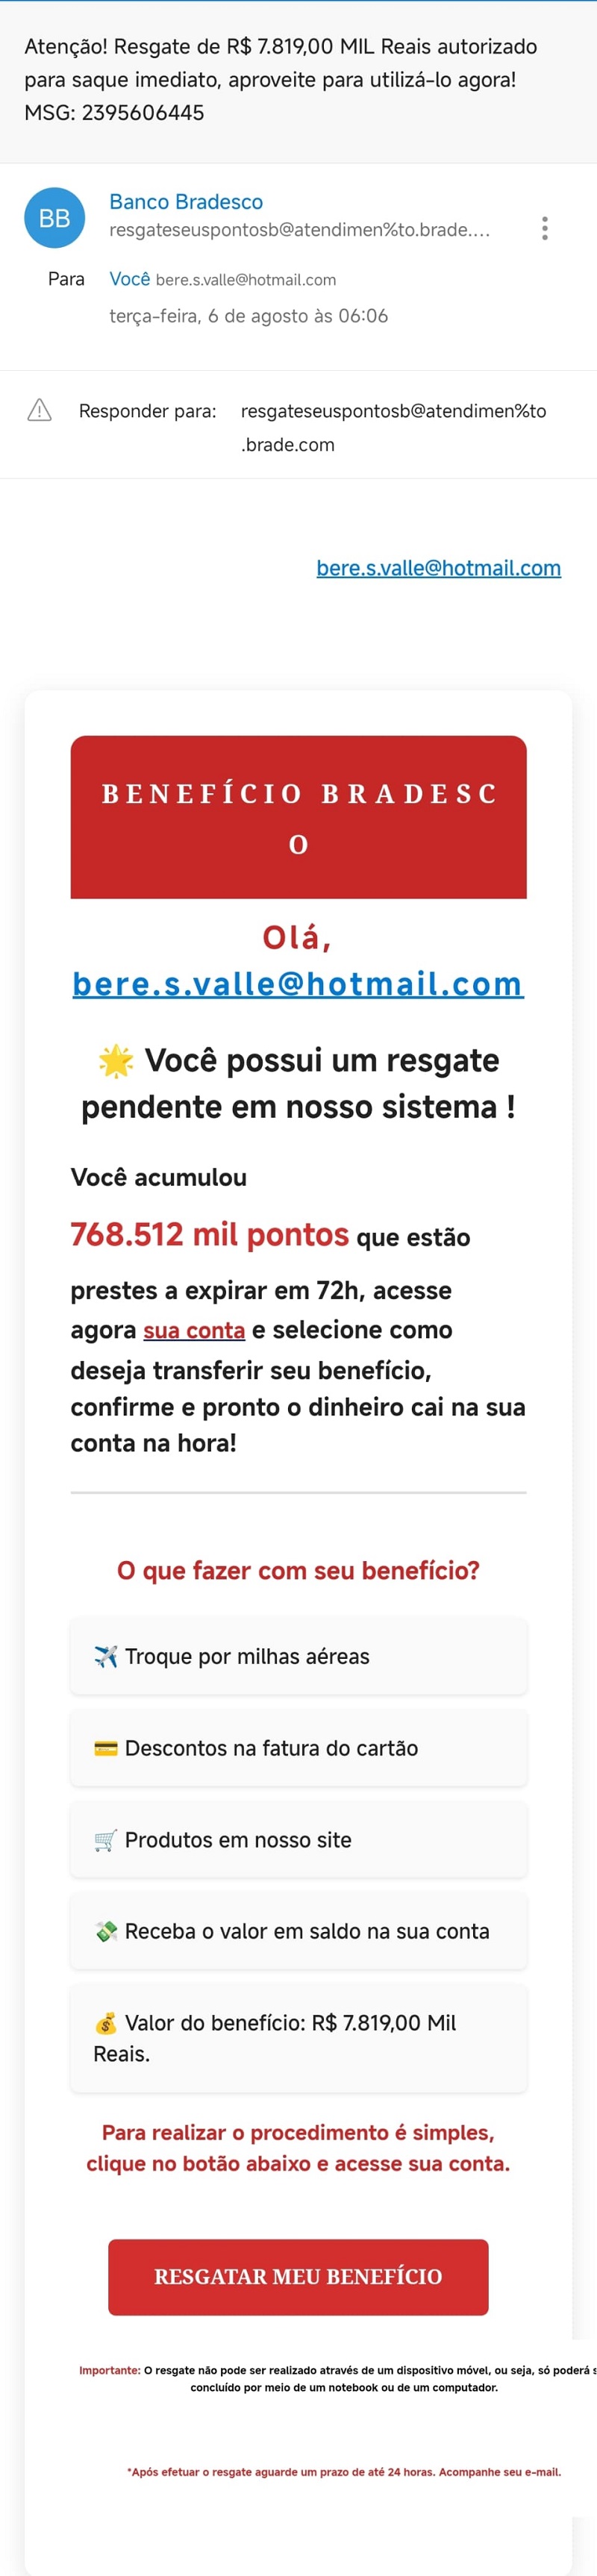 Atenção! Resgate de R$ 7.819,00 MIL Reais autorizado
para saque imediato, aproveite para utilizá-lo agora!
MSG: 2395606445
BB
Banco Bradesco
resgateseuspontosb@atendimen%to.brade....
Para
Você bere.s.valle@hotmail.com
terça-feira, 6 de agosto às 06:06
Responder para: resgateseuspontosb@atendimen%to
.brade.com
bere.s.valle@hotmail.com
BENEFÍCIO BRADESC
O
Olá,
bere.s.valle@hotmail.com
🌟 Você possui um resgate
pendente em nosso sistema !
Você acumulou
768.512 mil pontos que estão
prestes a expirar em 72h, acesse
agora sua conta e selecione como
deseja transferir seu benefício,
confirme e pronto o dinheiro cai na sua
conta na hora!
O que fazer com seu benefício?
✈️ Troque por milhas aéreas
💳 Descontos na fatura do cartão
🛒 Produtos em nosso site
💸 Receba o valor em saldo na sua conta
💰 Valor do benefício: R$ 7.819,00 Mil
Reais.
Para realizar o procedimento é simples,
clique no botão abaixo e acesse sua conta.
RESGATAR MEU BENEFÍCIO
Importante: O resgate não pode ser realizado através de um dispositivo móvel, ou seja, só poderá s
concluído por meio de um notebook ou de um computador.
*Após efetuar o resgate aguarde um prazo de até 24 horas. Acompanhe seu e-mail.